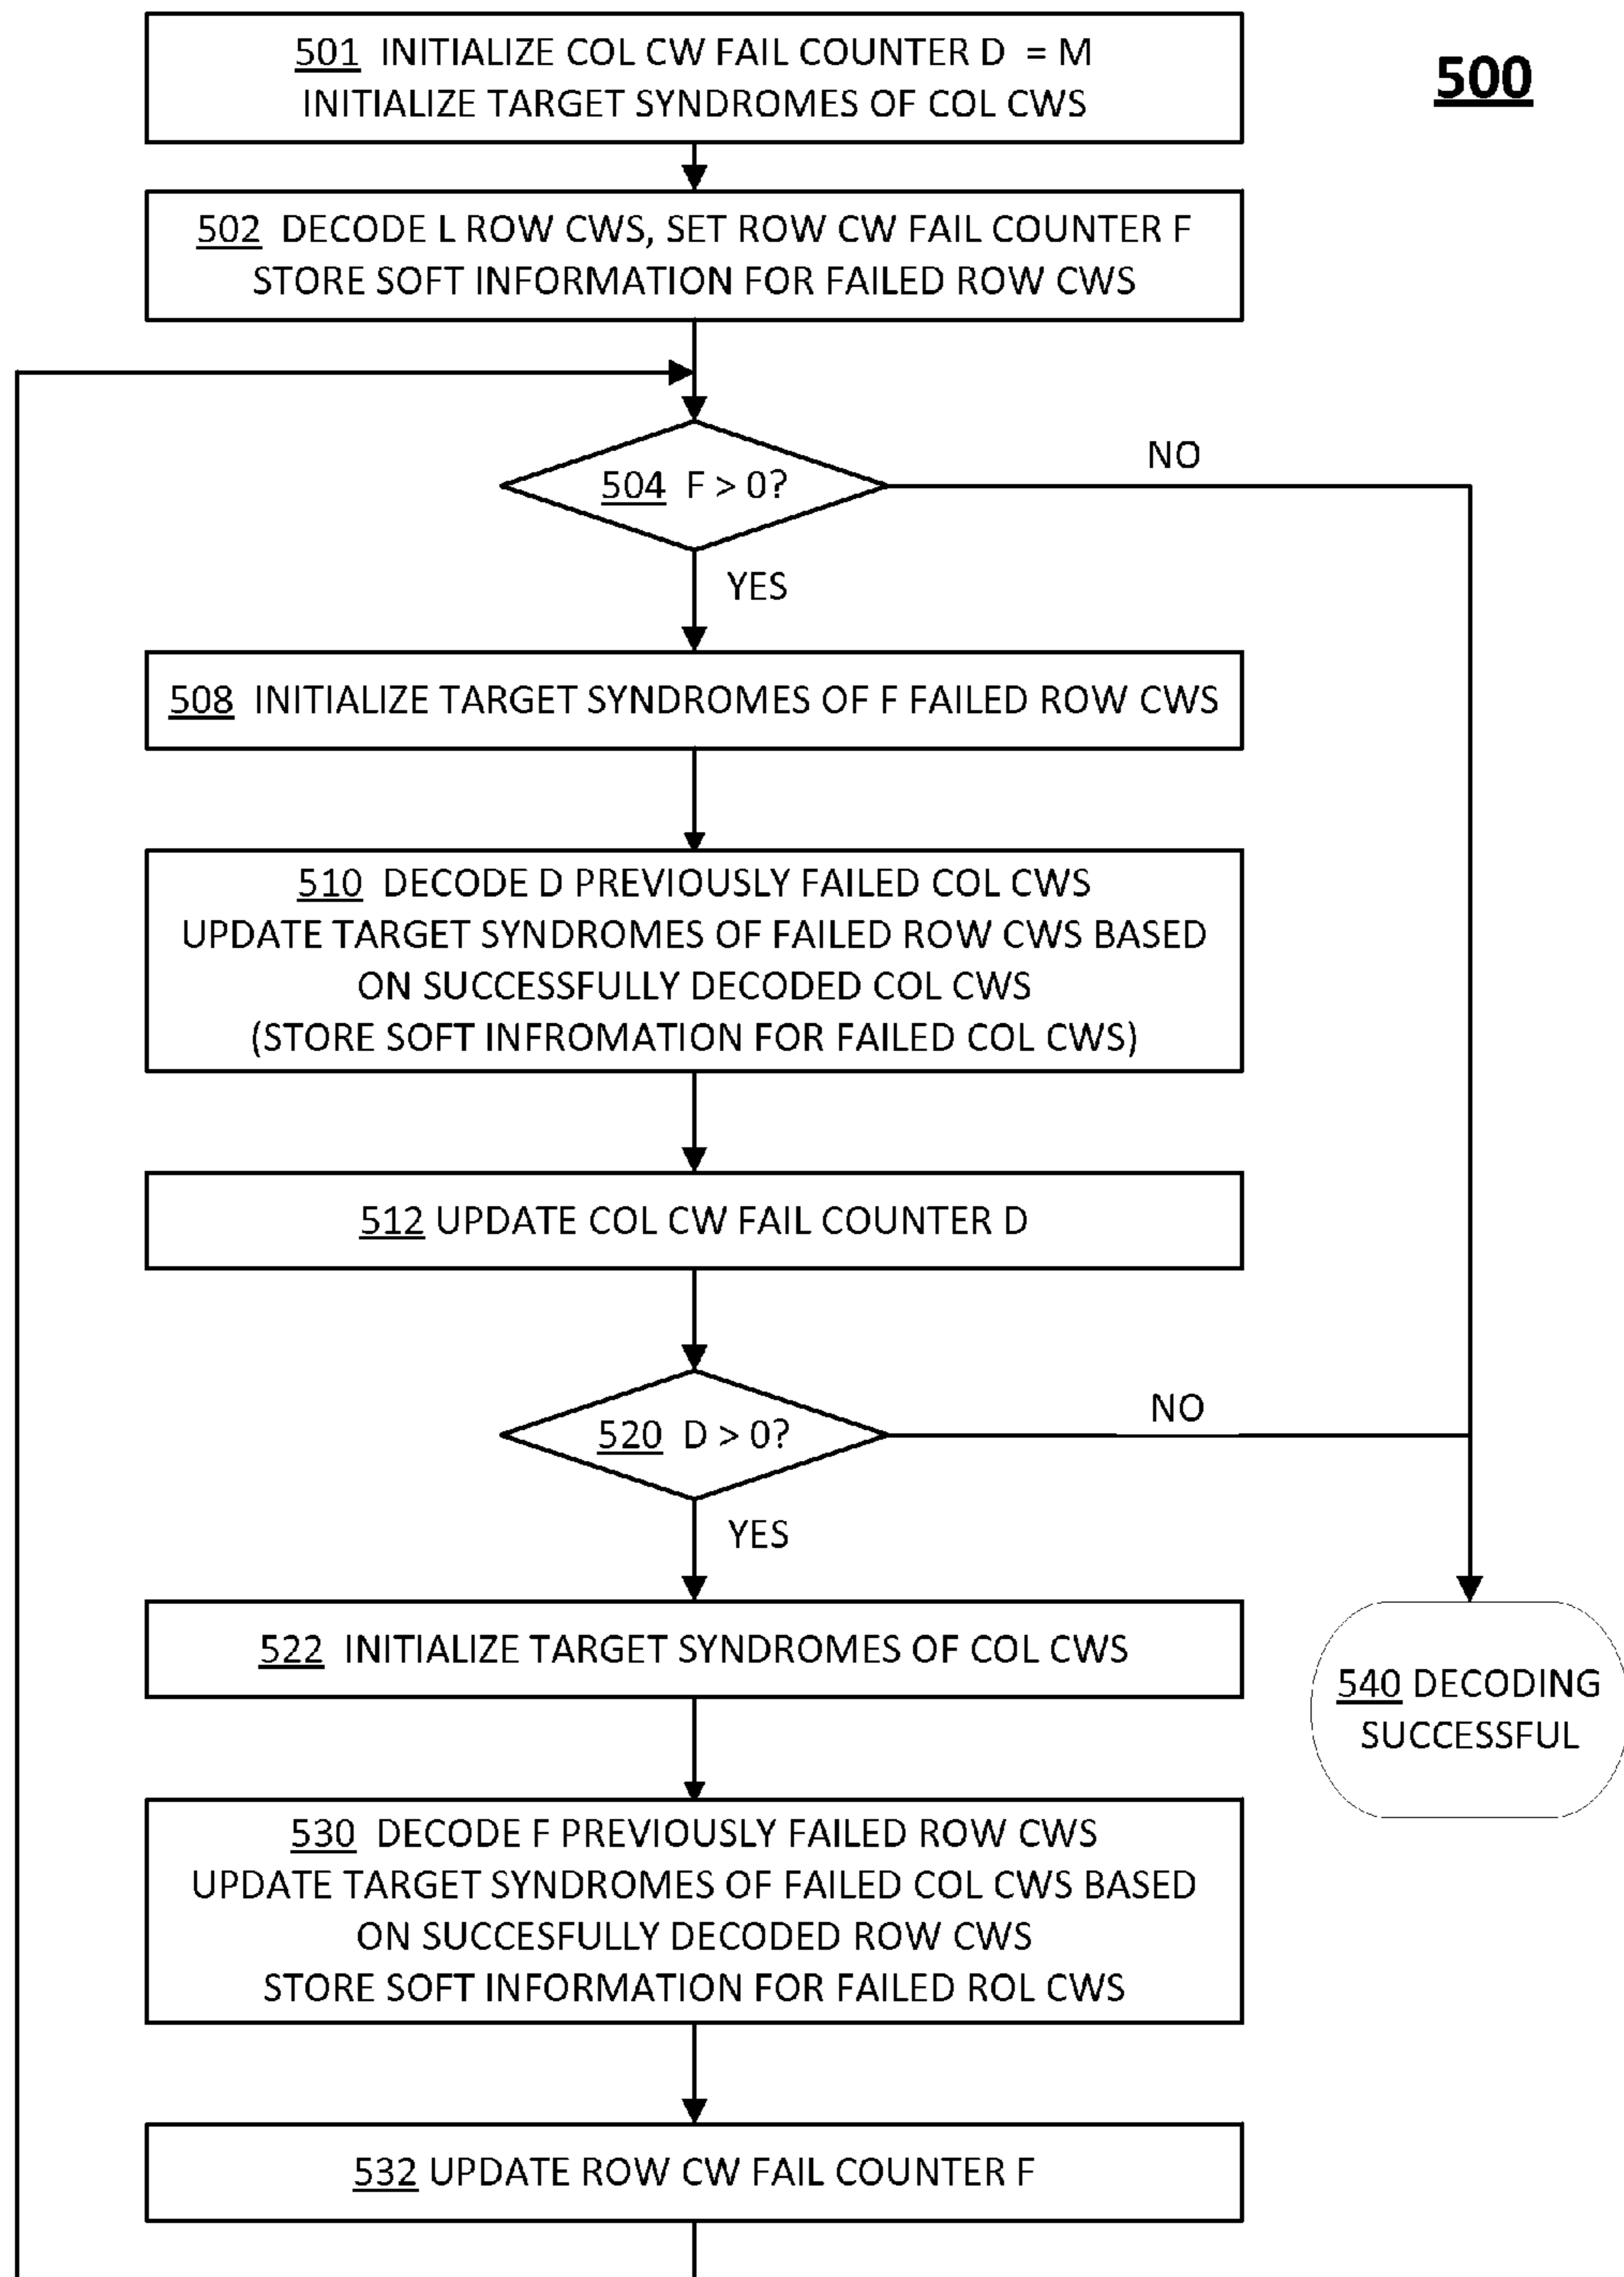 501 INITIALIZE COL CW FAIL COUNTER D = M
INITIALIZE TARGET SYNDROMES OF COL CWS
500
502 DECODE L ROW CWS, SET ROW CW FAIL COUNTER F
STORE SOFT INFORMATION FOR FAILED ROW CWS
504 F > 0?
NO
YES
508 INITIALIZE TARGET SYNDROMES OF F FAILED ROW CWS
510 DECODE D PREVIOUSLY FAILED COL CWS
UPDATE TARGET SYNDROMES OF FAILED ROW CWS BASED
ON SUCCESSFULLY DECODED COL CWS
(STORE SOFT INFROMATION FOR FAILED COL CWS)
512 UPDATE COL CW FAIL COUNTER D
520 D > 0?
NO
YES
522 INITIALIZE TARGET SYNDROMES OF COL CWS
540 DECODING
SUCCESSFUL
530 DECODE F PREVIOUSLY FAILED ROW CWS
UPDATE TARGET SYNDROMES OF FAILED COL CWS BASED
ON SUCCESFULLY DECODED ROW CWS
STORE SOFT INFORMATION FOR FAILED ROL CWS
532 UPDATE ROW CW FAIL COUNTER F